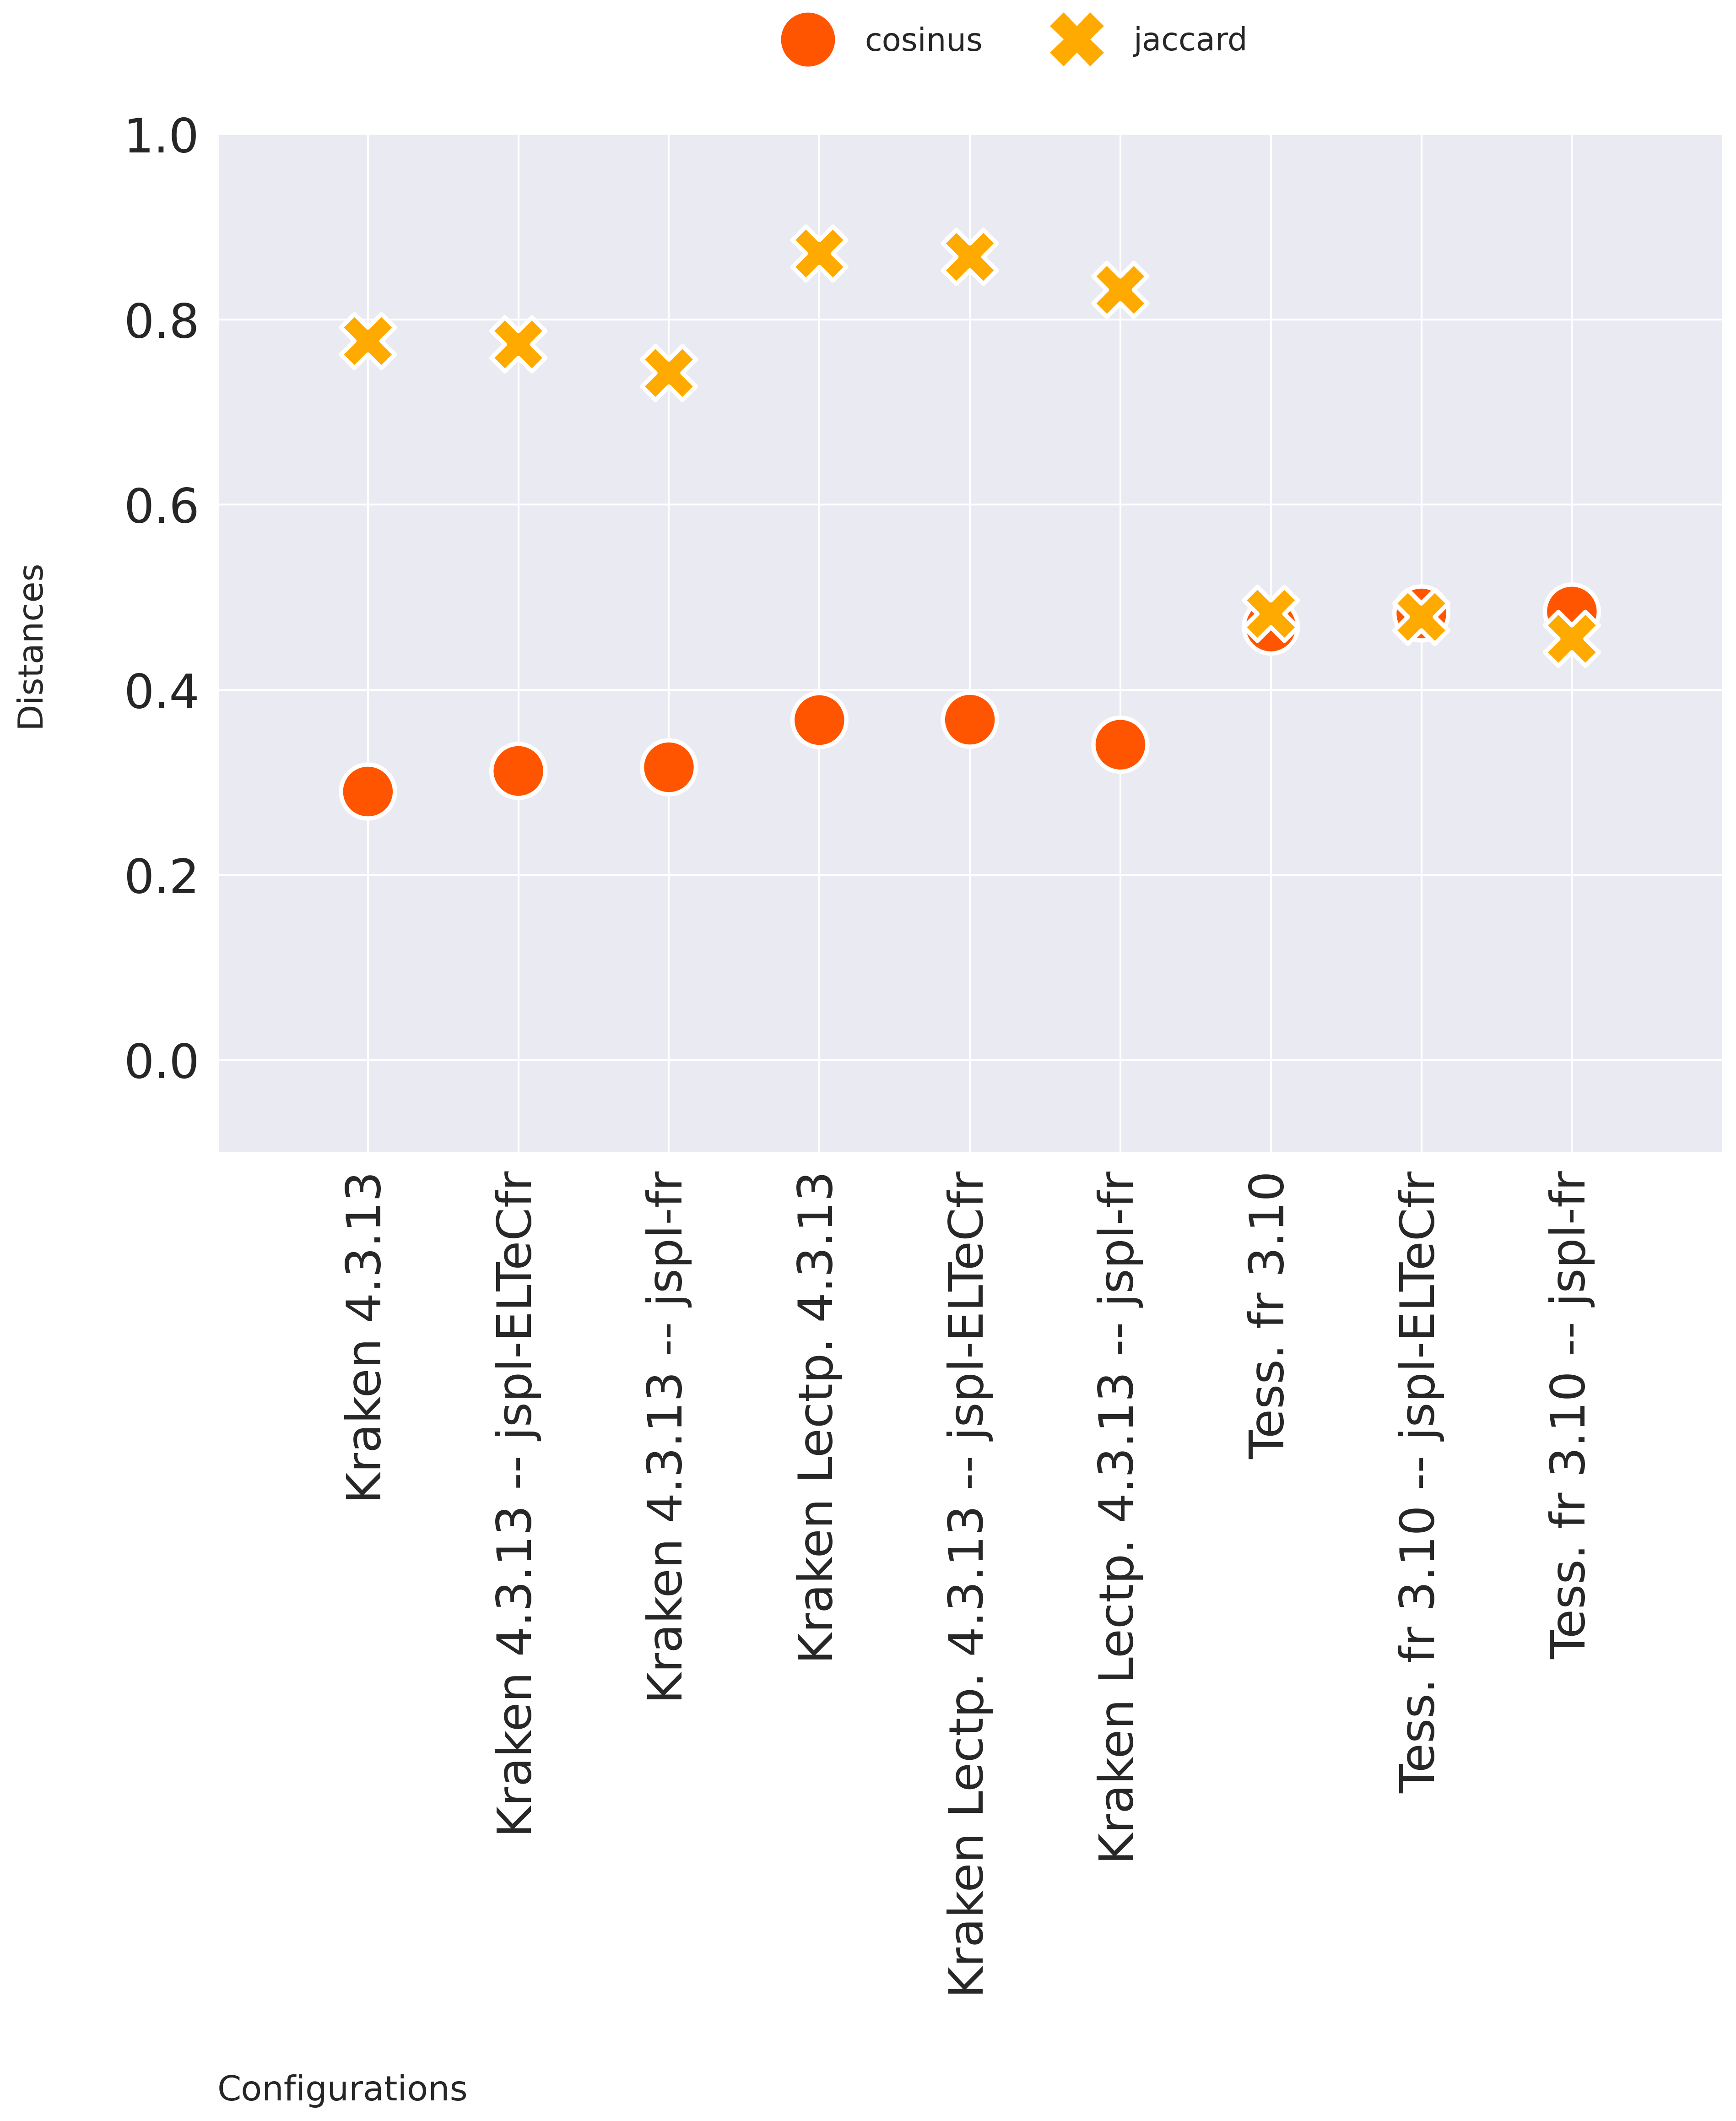 cosinus
jaccard
1.0
0.8
0.6
0.4
0.2
0.0
Distances
Kraken 4.3.13
Kraken 4.3.13 -- jspl-ELTeCfr
Kraken 4.3.13 -- jspl-fr
Kraken Lectp. 4.3.13
Kraken Lectp. 4.3.13 -- jspl-ELTeCfr
Kraken Lectp. 4.3.13 -- jspl-fr
Tess. fr 3.10
Tess. fr 3.10 -- jspl-ELTeCfr
Tess. fr 3.10 -- jspl-fr
Configurations